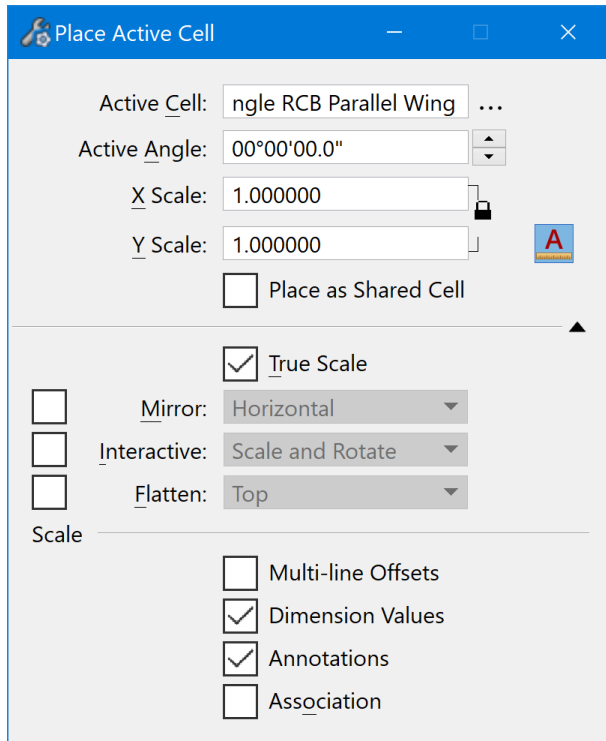 Place Active Cell
Active Cell: ngle RCB Parallel Wing ...
Active Angle: 00°00'00.0"
X Scale: 1.000000
Y Scale: 1.000000
A
Place as Shared Cell
True Scale
Mirror: Horizontal
Interactive: Scale and Rotate
Flatten: Top
Scale
Multi-line Offsets
Dimension Values
Annotations
Association